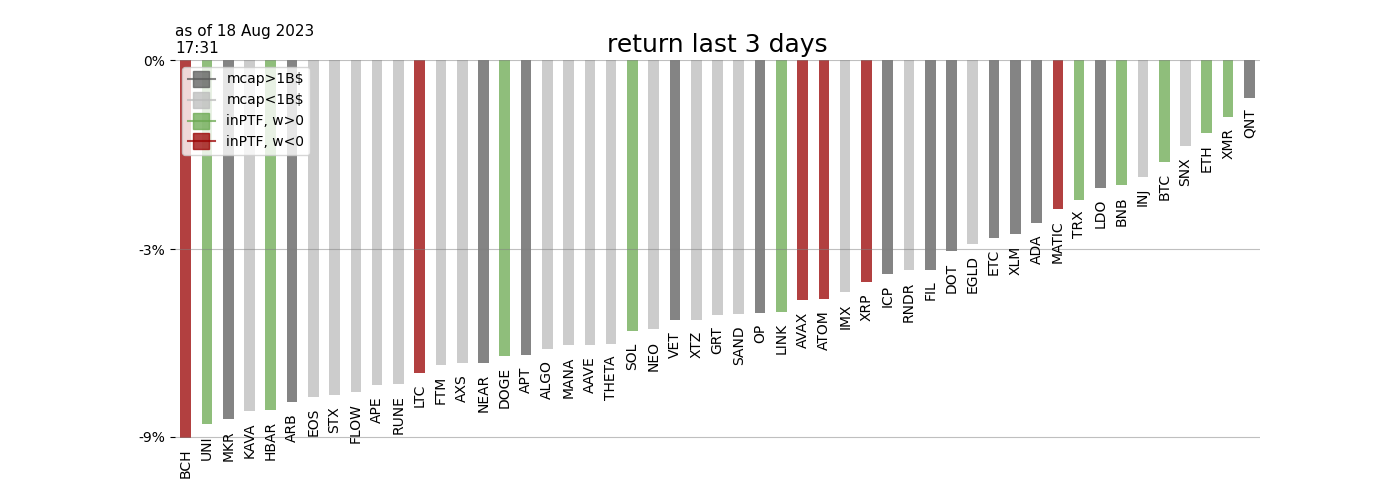 as of 18 Aug 2023
17:31
return last 3 days
0%
-3%
-9%
mcap>1B$
mcap<1B$
inPTF, w>0
inPTF, w<0
BCH
UNI
MKR
KAVA
HBAR
ARB
EOS
STX
FLOW
APE
RUNE
LTC
FTM
AXS
NEAR
DOGE
APT
ALGO
MANA
AAVE
THETA
SOL
NEO
VET
XTZ
GRT
SAND
OP
LINK
AVAX
ATOM
IMX
XRP
ICP
RNDR
FIL
DOT
EGLD
ETC
XLM
ADA
MATIC
TRX
LDO
BNB
INJ
BTC
SNX
ETH
XMR
QNT